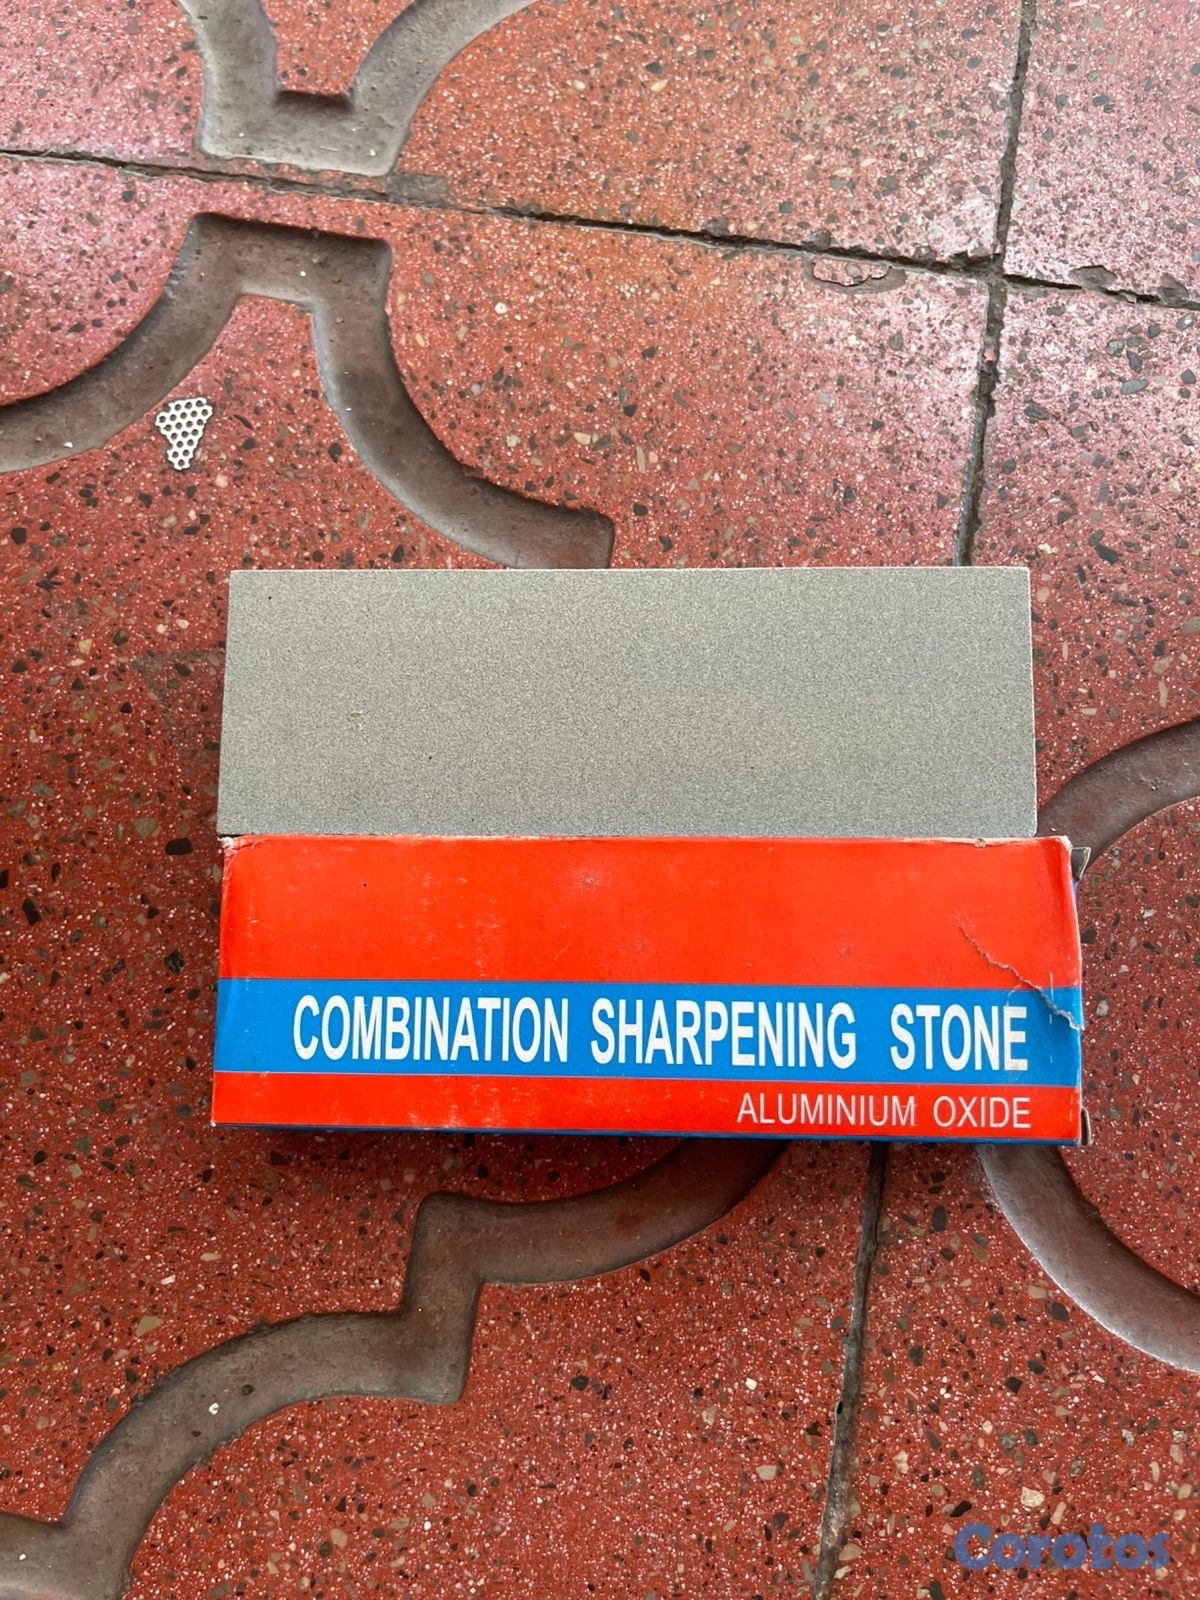 COMBINATION SHARPENING STONE
ALUMINIUM OXIDE
Corotos